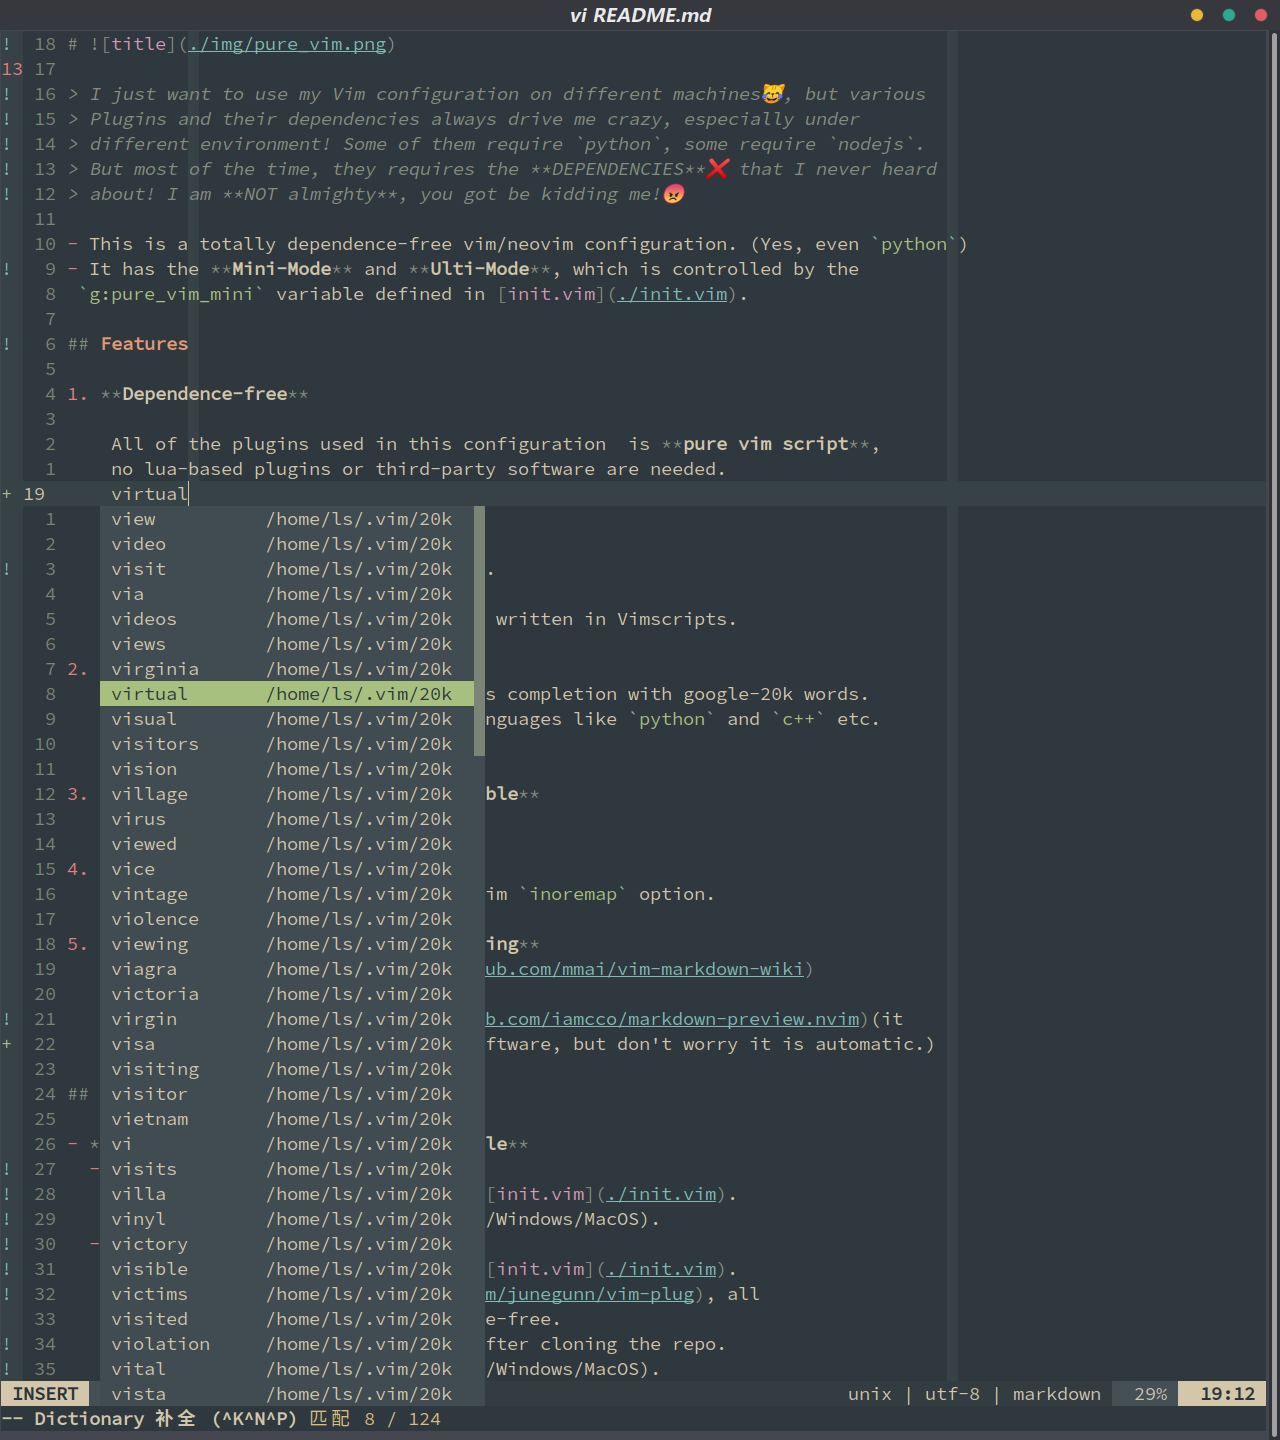 vi README.md
! 18 # ![title](./img/pure_vim.png)
13 17
! 16 > I just want to use my Vim configuration on different machines😹, but various
! 15 > Plugins and their dependencies always drive me crazy, especially under
! 14 > different environment! Some of them require `python`, some require `nodejs`.
! 13 > But most of the time, they requires the **DEPENDENCIES**❌ that I never heard
! 12 > about! I am **NOT almighty**, you got be kidding me!😡
11
10 - This is a totally dependence-free vim/neovim configuration. (Yes, even `python`)
! 9 - It has the **Mini-Mode** and **Ulti-Mode**, which is controlled by the
8 `g:pure_vim_mini` variable defined in [init.vim](./init.vim).
7
! 6 ## Features
5
4 1. **Dependence-free**
3
2 All of the plugins used in this configuration  is **pure vim script**,
1 no lua-based plugins or third-party software are needed.
+ 19 virtual
1 view /home/ls/.vim/20k
2 video /home/ls/.vim/20k
! 3 visit /home/ls/.vim/20k .
4 via /home/ls/.vim/20k
5 videos /home/ls/.vim/20k written in Vimscripts.
6 views /home/ls/.vim/20k
7 2. virginia /home/ls/.vim/20k
8 virtual /home/ls/.vim/20k s completion with google-20k words.
9 visual /home/ls/.vim/20k nguages like `python` and `c++` etc.
10 visitors /home/ls/.vim/20k
11 vision /home/ls/.vim/20k
12 3. village /home/ls/.vim/20k ble**
13 virus /home/ls/.vim/20k
14 viewed /home/ls/.vim/20k
15 4. vice /home/ls/.vim/20k
16 vintage /home/ls/.vim/20k im `inoremap` option.
17 violence /home/ls/.vim/20k
18 5. viewing /home/ls/.vim/20k ing**
19 viagra /home/ls/.vim/20k ub.com/mmai/vim-markdown-wiki)
20 victoria /home/ls/.vim/20k
! 21 virgin /home/ls/.vim/20k b.com/iamcco/markdown-preview.nvim)(it
+ 22 visa /home/ls/.vim/20k ftware, but don't worry it is automatic.)
23 visiting /home/ls/.vim/20k
24 ## visitor /home/ls/.vim/20k
25 vietnam /home/ls/.vim/20k
26 - * vi /home/ls/.vim/20k le**
! 27 - visits /home/ls/.vim/20k
! 28 villa /home/ls/.vim/20k [init.vim](./init.vim).
! 29 vinyl /home/ls/.vim/20k /Windows/MacOS).
! 30 - victory /home/ls/.vim/20k
! 31 visible /home/ls/.vim/20k [init.vim](./init.vim).
! 32 victims /home/ls/.vim/20k m/junegunn/vim-plug), all
33 visited /home/ls/.vim/20k e-free.
! 34 violation /home/ls/.vim/20k fter cloning the repo.
! 35 vital /home/ls/.vim/20k /Windows/MacOS).
INSERT vista /home/ls/.vim/20k unix | utf-8 | markdown 29% 19:12
-- Dictionary 补全 (^K^N^P) 匹配 8 / 124